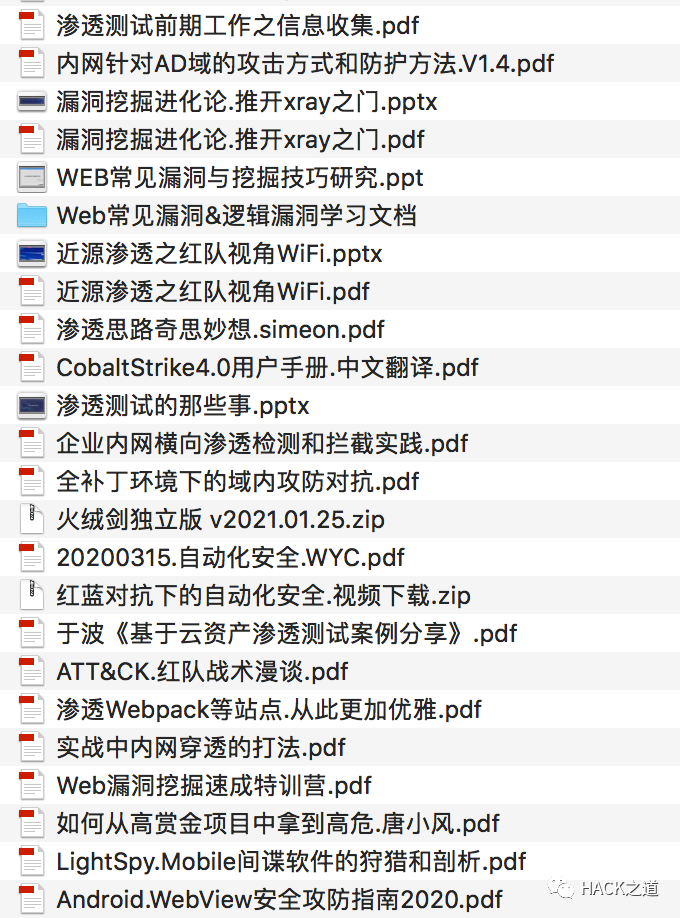 渗透测试前期工作之信息收集.pdf
内网针对AD域的攻击方式和防护方法.V1.4.pdf
漏洞挖掘进化论.推开xray之门.pptx
漏洞挖掘进化论.推开xray之门.pdf
WEB常见漏洞与挖掘技巧研究.ppt
Web常见漏洞&逻辑漏洞学习文档
近源渗透之红队视角WiFi.pptx
近源渗透之红队视角WiFi.pdf
渗透思路奇思妙想.simeon.pdf
CobaltStrike4.0用户手册.中文翻译.pdf
渗透测试的那些事.pptx
企业内网横向渗透检测和拦截实践.pdf
全补丁环境下的域内攻防对抗.pdf
火绒剑独立版 v2021.01.25.zip
20200315.自动化安全.WYC.pdf
红蓝对抗下的自动化安全.视频下载.zip
于波《基于云资产渗透测试案例分享》.pdf
ATT&CK.红队战术漫谈.pdf
渗透Webpack等站点.从此更加优雅.pdf
实战中内网穿透的打法.pdf
Web漏洞挖掘速成特训营.pdf
如何从高赏金项目中拿到高危.唐小风.pdf
LightSpy.Mobile间谍软件的狩猎和剖析.pdf
Android.WebView安全攻防指南2020.pdf
HACK之道